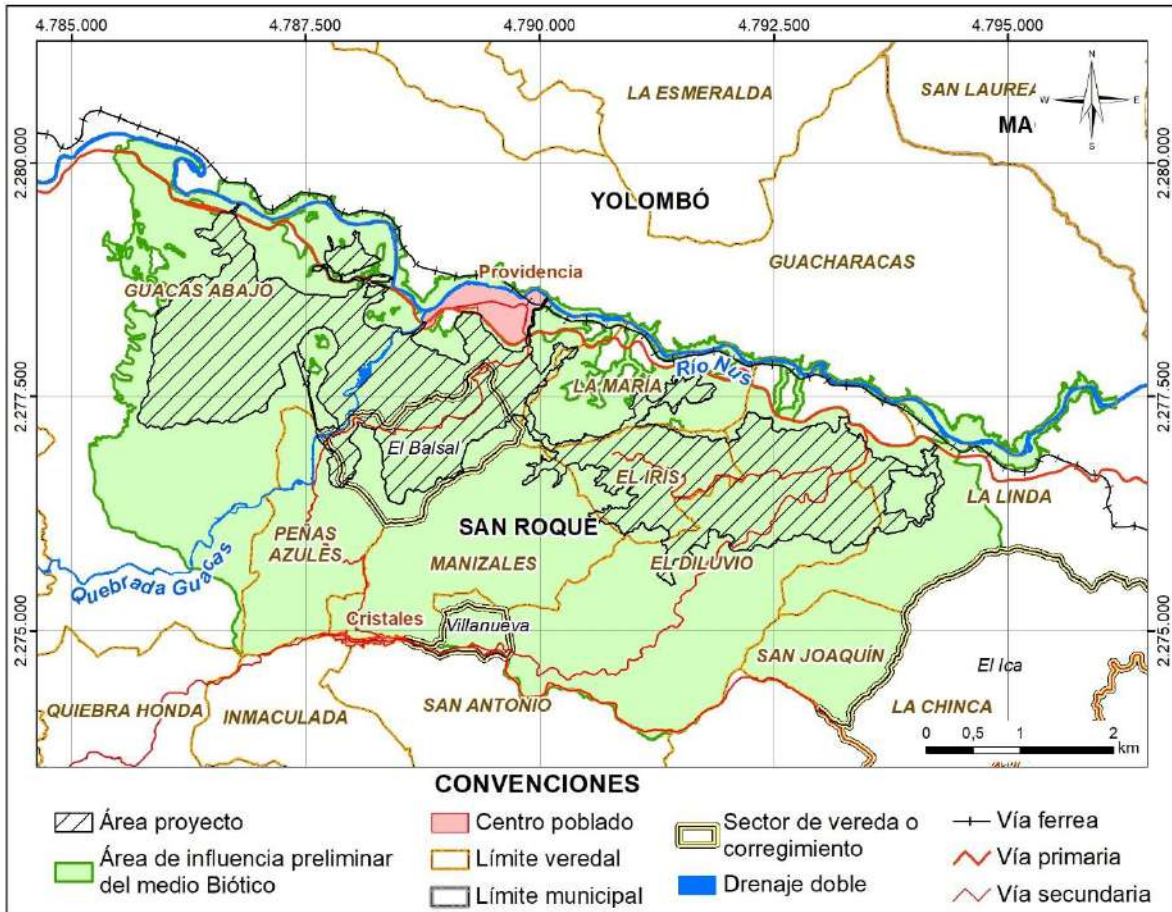 4.785.000
4.787.500
4.790.000
4.792.500
4.795.000
2.280.000
2.277.500
2.275.000
2.280.000
2.277.500
2.275.000
N
W
E
S
LA ESMERALDA
SAN LAUREA
MA
YOLOMBÓ
GUACHARACAS
Providencia
GUACAS ABAJO
LA MARÍA
Río Nus
El Balsal
EL IRIS
LA LINDA
PEÑAS
AZULES
SAN ROQUE
MANIZALES
EL DILUVIO
Quebrada Guacas
Cristales
Villanueva
SAN JOAQUÍN
El Ica
QUIEBRA HONDA
INMACULADA
SAN ANTONIO
LA CHINCA
0 0,5 1 2
km
CONVENCIONES
Área proyecto
Área de influencia preliminar
del medio Biótico
Centro poblado
Límite veredal
Límite municipal
Sector de vereda o
corregimiento
Drenaje doble
Vía ferrea
Vía primaria
Vía secundaria